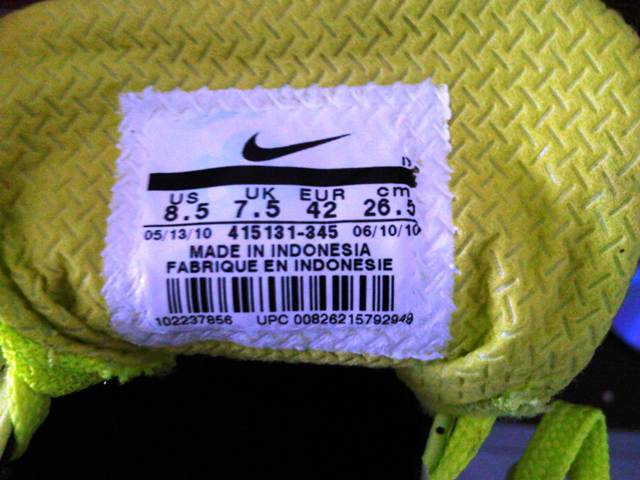 US UK EUR cm
8.5 7.5 42 26.5
05/13/10 415131-345 06/10/10
MADE IN INDONESIA
FABRIQUE EN INDONESIE
102237856 UPC 00826215792949